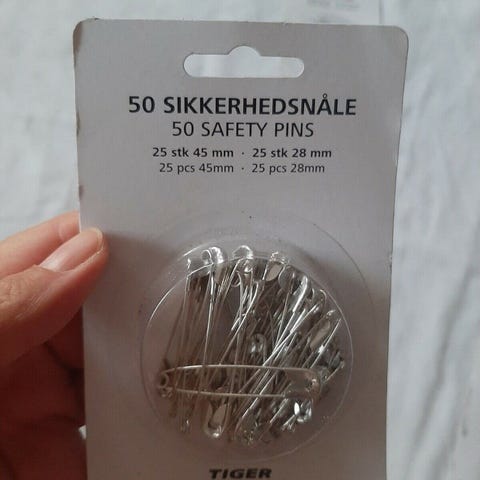 50 SIKKERHEDSNÅLE
50 SAFETY PINS
25 stk 45 mm · 25 stk 28 mm
25 pcs 45mm · 25 pcs 28mm
TIGER